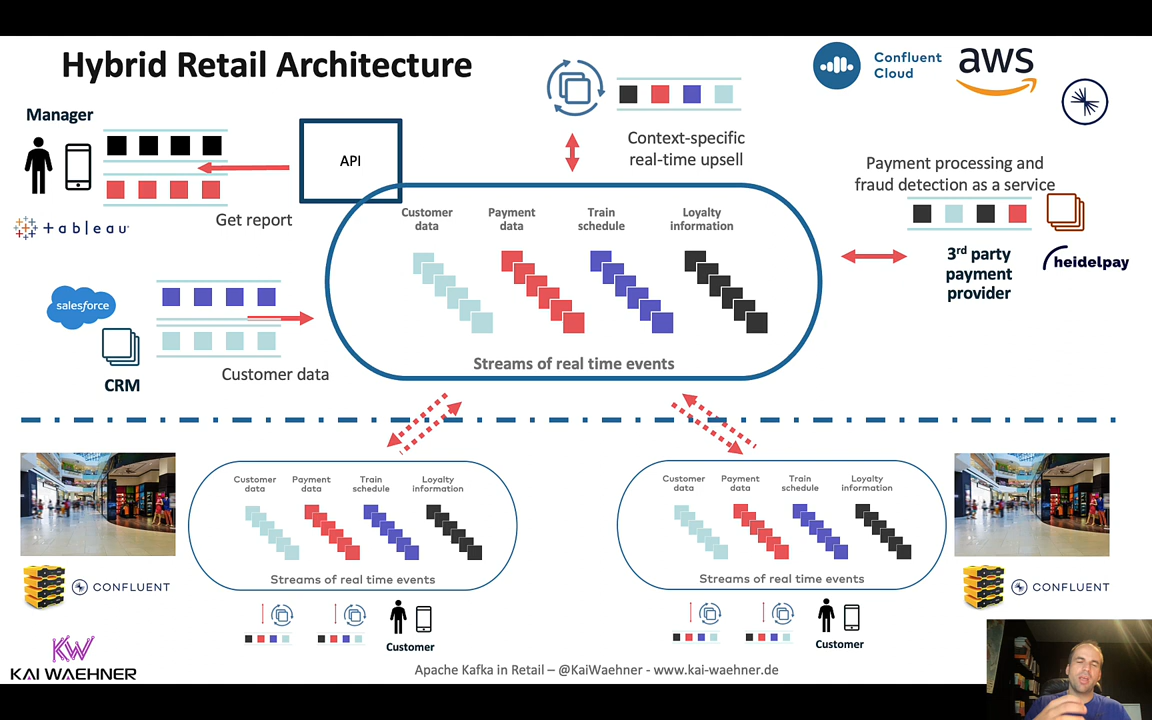 Hybrid Retail Architecture
Confluent
Cloud
aws
Manager
API
Context-specific
real-time upsell
Payment processing and
fraud detection as a service
Get report
+ableau
Customer
data
Payment
data
Train
schedule
Loyalty
information
3rd party
payment
provider
heidelpay
salesforce
CRM
Customer data
Streams of real time events
Customer
data
Payment
data
Train
schedule
Loyalty
information
Streams of real time events
CONFLUENT
Customer
Customer
data
Payment
data
Train
schedule
Loyalty
information
Streams of real time events
CONFLUENT
Customer
KW
KAI WAEHNER
Apache Kafka in Retail – @KaiWaehner - www.kai-waehner.de